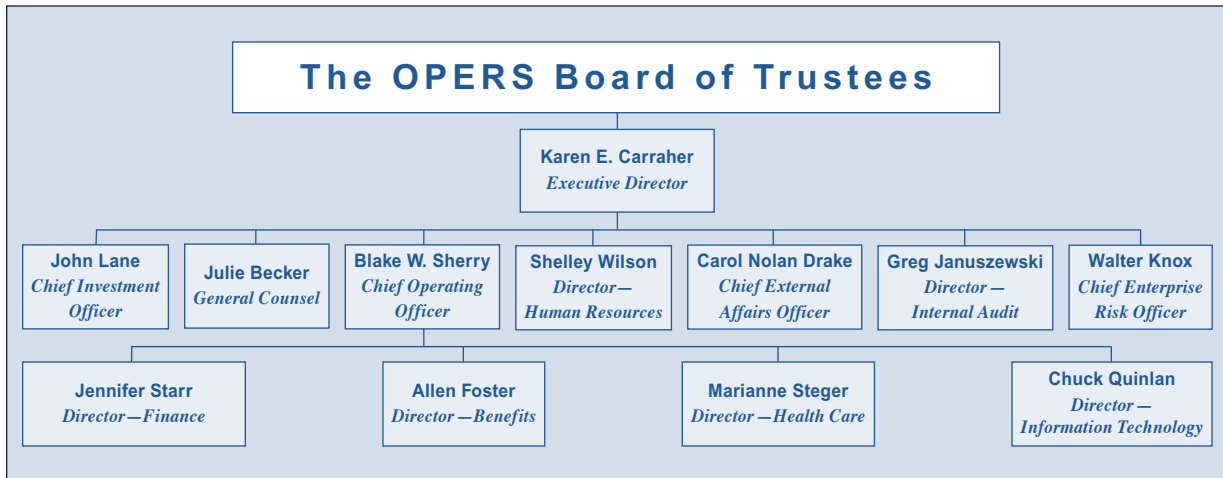 The OPERS Board of Trustees
Karen E. Carraher
Executive Director
John Lane
Chief Investment
Officer
Julie Becker
General Counsel
Blake W. Sherry
Chief Operating
Officer
Shelley Wilson
Director—
Human Resources
Carol Nolan Drake
Chief External
Affairs Officer
Greg Januszewski
Director —
Internal Audit
Walter Knox
Chief Enterprise
Risk Officer
Jennifer Starr
Director—Finance
Allen Foster
Director —Benefits
Marianne Steger
Director—Health Care
Chuck Quinlan
Director —
Information Technology